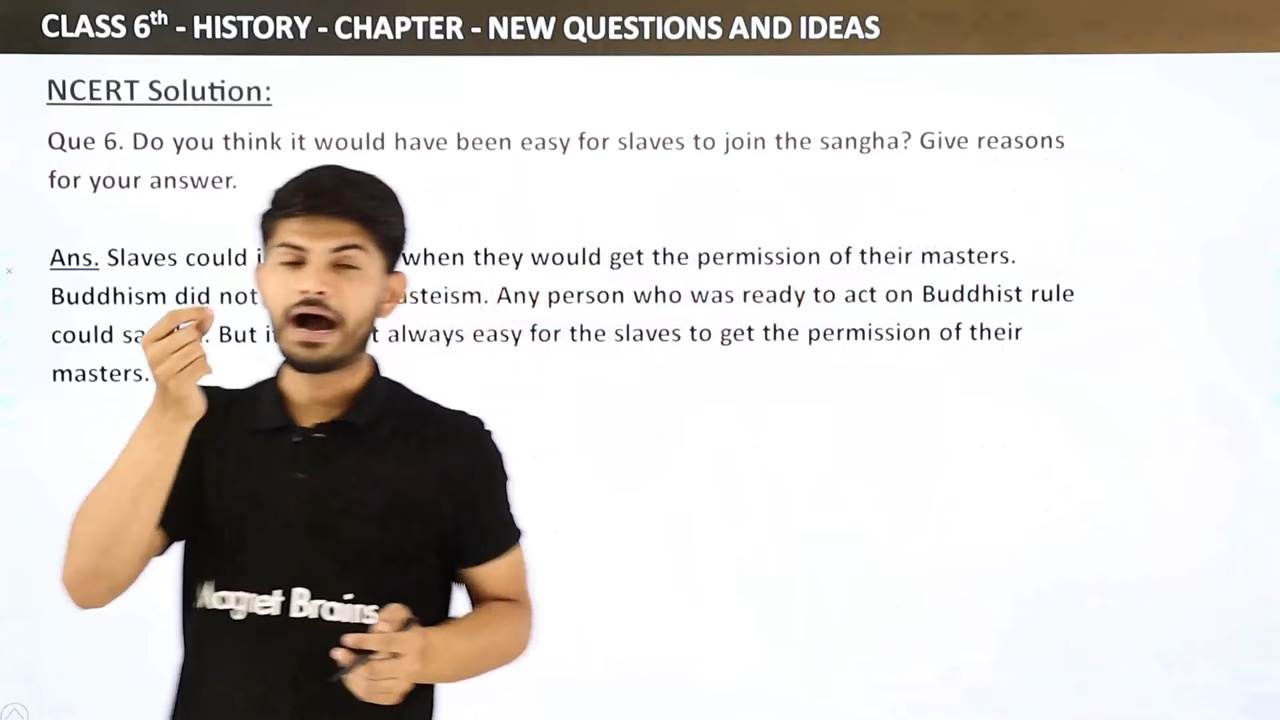 CLASS 6th - HISTORY - CHAPTER - NEW QUESTIONS AND IDEAS
NCERT Solution:
Que 6. Do you think it would have been easy for slaves to join the sangha? Give reasons
for your answer.
Ans. Slaves could when they would get the permission of their masters.
Buddhism did not Any person who was ready to act on Buddhist rule
could But always easy for the slaves to get the permission of their
masters.
Magnet Brains